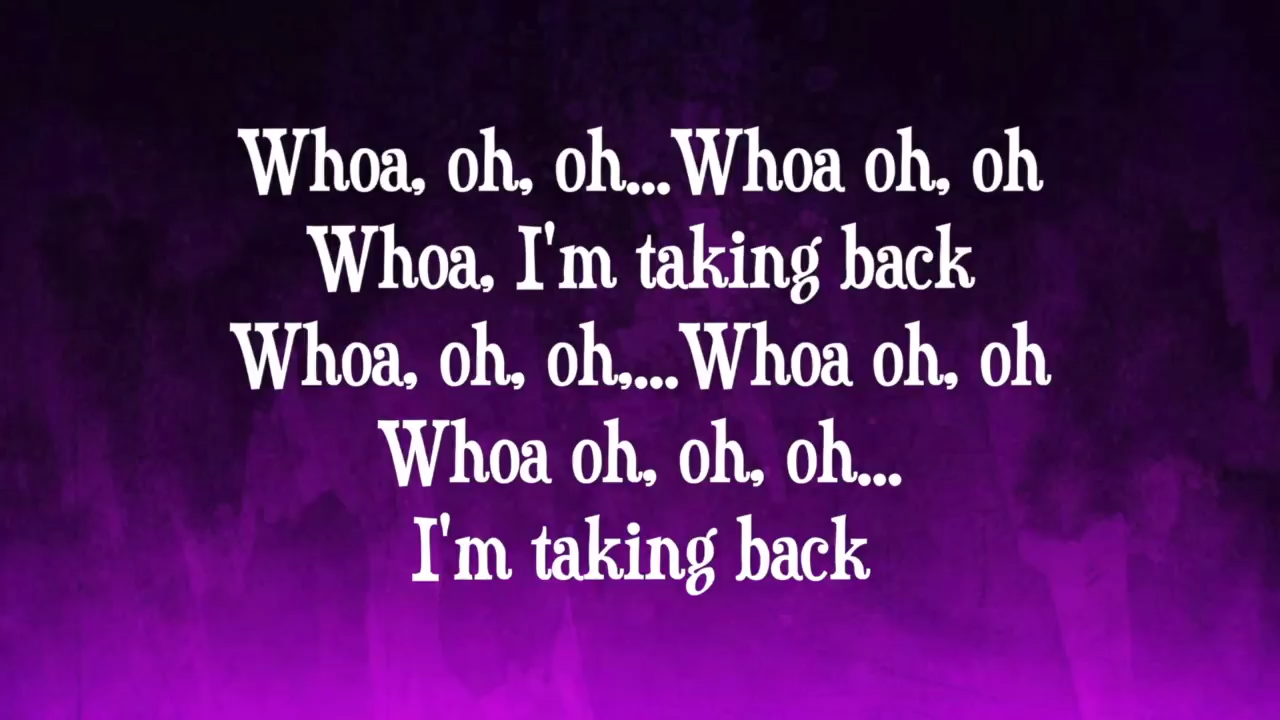 Whoa, oh, oh...Whoa oh, oh
Whoa, I'm taking back
Whoa, oh, oh,...Whoa oh, oh
Whoa oh, oh, oh...
I'm taking back